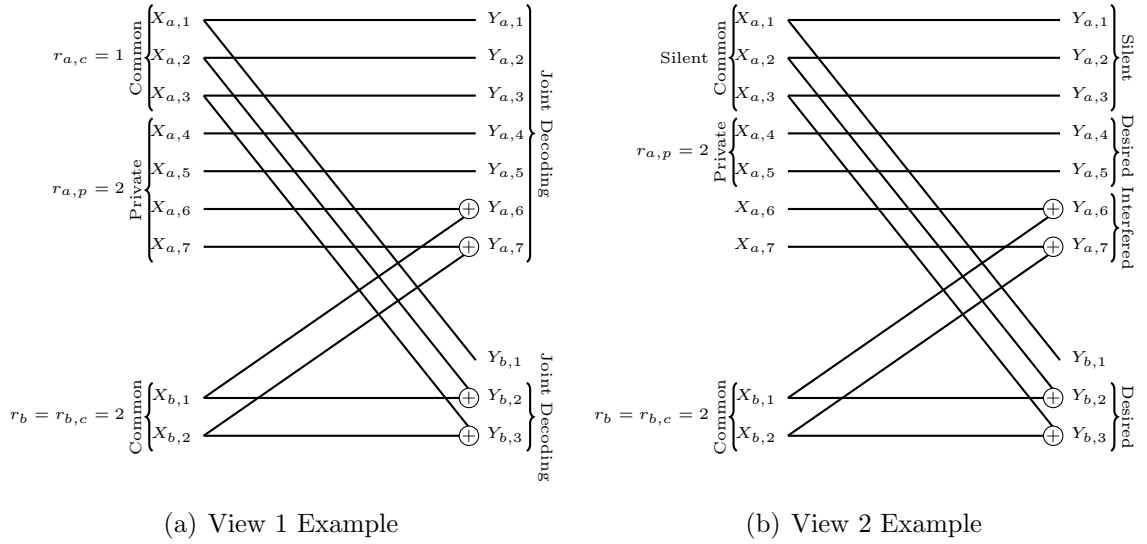 X_{a,1} Y_{a,1}
r_{a,c} = 1 Common X_{a,2} Y_{a,2}
X_{a,3} Y_{a,3}
X_{a,4} Y_{a,4} Joint Decoding
r_{a,p} = 2 Private X_{a,5} Y_{a,5}
X_{a,6} + Y_{a,6}
X_{a,7} + Y_{a,7}
Y_{b,1}
X_{b,1} + Y_{b,2}
r_b = r_{b,c} = 2 Common Joint Decoding
X_{b,2} + Y_{b,3}
(a) View 1 Example
X_{a,1} Y_{a,1}
Silent Common X_{a,2} Y_{a,2} Silent
X_{a,3} Y_{a,3}
X_{a,4} Y_{a,4}
r_{a,p} = 2 Private Desired
X_{a,5} Y_{a,5}
X_{a,6} + Y_{a,6}
Interfered
X_{a,7} + Y_{a,7}
Y_{b,1}
X_{b,1} + Y_{b,2}
r_b = r_{b,c} = 2 Common Desired
X_{b,2} + Y_{b,3}
(b) View 2 Example